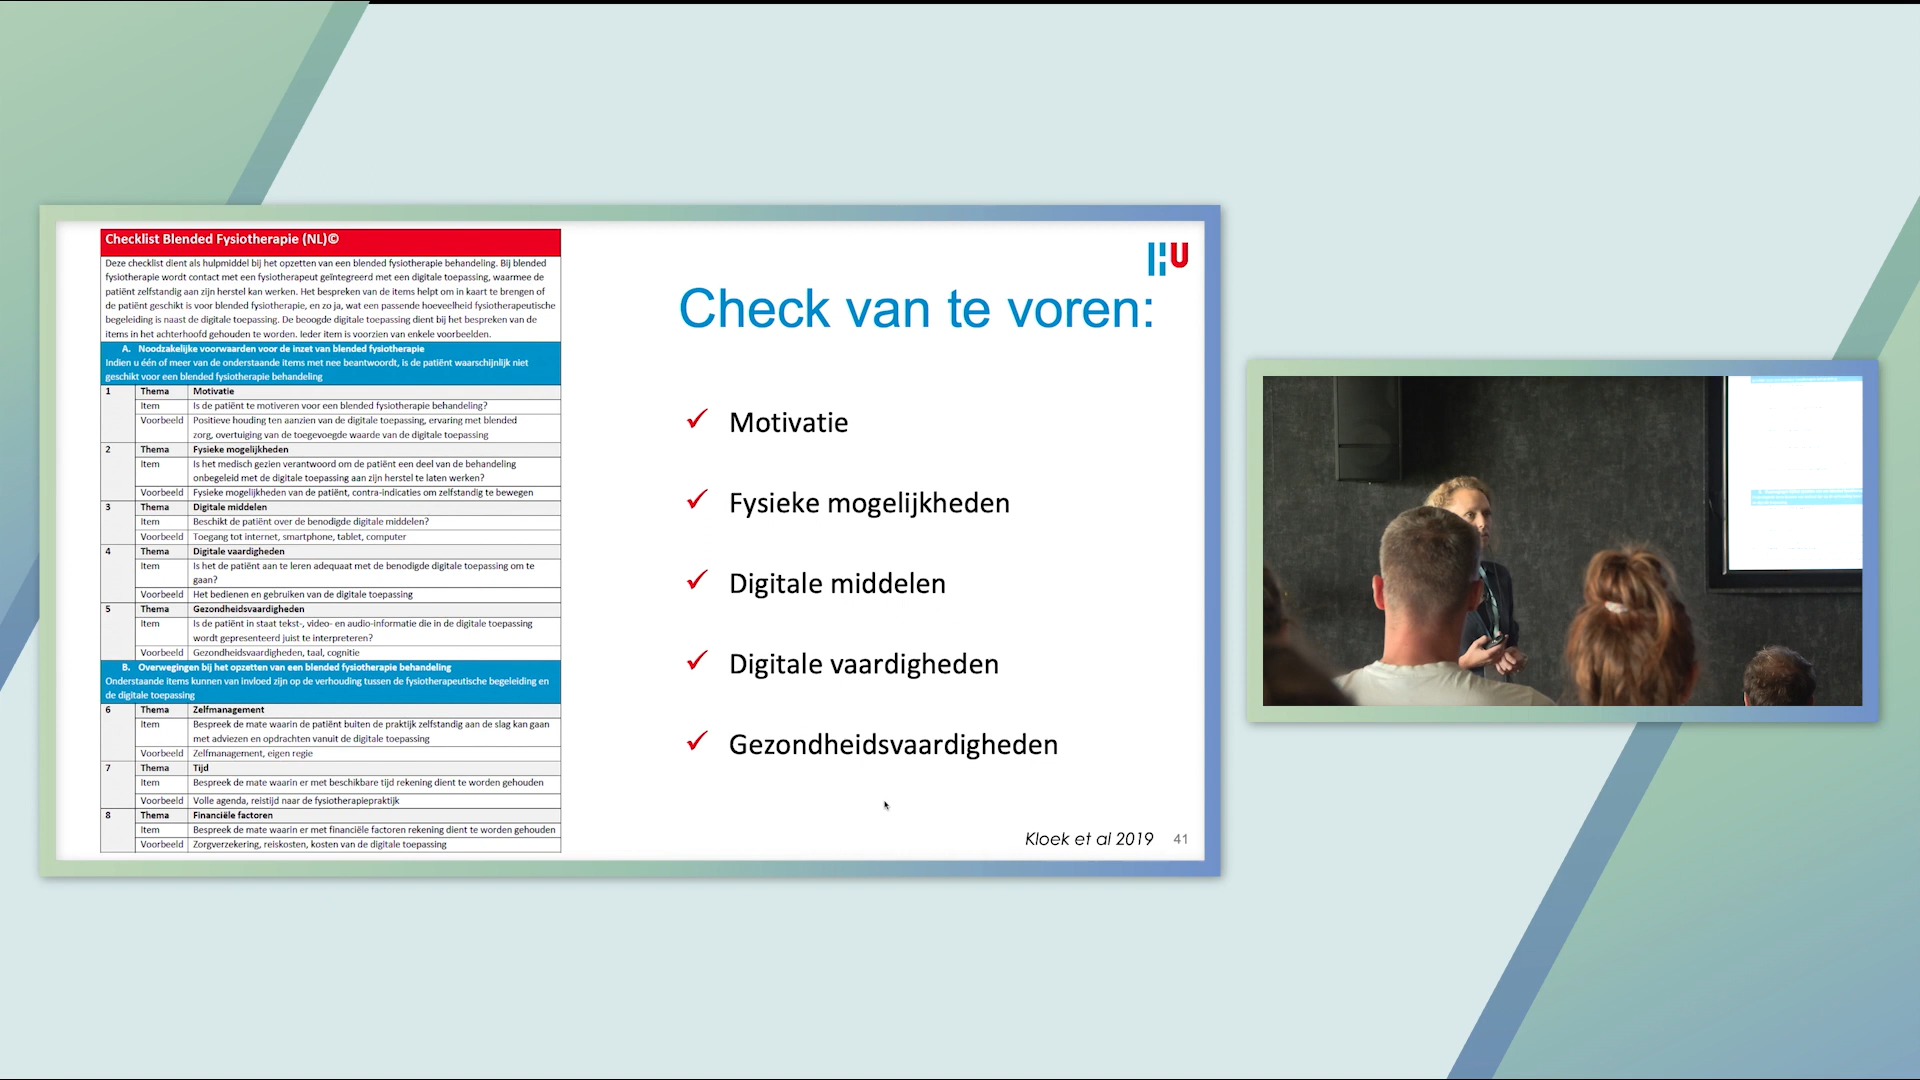 Checklist Blended Fysiotherapie (NL)©
Deze checklist dient als hulpmiddel bij het opzetten van een blended fysiotherapie behandeling. Bij blended
fysiotherapie wordt contact met een fysiotherapeut geïntegreerd met een digitale toepassing, waarmee de
patiënt zelfstandig aan zijn herstel kan werken. Het bespreken van de items helpt om in kaart te brengen of
de patiënt geschikt is voor blended fysiotherapie, en zo ja, wat een passende hoeveelheid fysiotherapeutische
begeleiding is naast de digitale toepassing. De beoogde digitale toepassing dient bij het bespreken van de
items in het achterhoofd gehouden te worden. Ieder item is voorzien van enkele voorbeelden.
A. Noodzakelijke voorwaarden voor de inzet van blended fysiotherapie
Indien u één of meer van de onderstaande items met nee beantwoordt, is de patiënt waarschijnlijk niet
geschikt voor een blended fysiotherapie behandeling
1 Thema Motivatie
Item Is de patiënt te motiveren voor een blended fysiotherapie behandeling?
Voorbeeld Positieve houding ten aanzien van de digitale toepassing, ervaring met blended
zorg, overtuiging van de toegevoegde waarde van de digitale toepassing
2 Thema Fysieke mogelijkheden
Item Is het medisch gezien verantwoord om de patiënt een deel van de behandeling
onbegeleid met de digitale toepassing aan zijn herstel te laten werken?
Voorbeeld Fysieke mogelijkheden van de patiënt, contra-indicaties om zelfstandig te bewegen
3 Thema Digitale middelen
Item Beschikt de patiënt over de benodigde digitale middelen?
Voorbeeld Toegang tot internet, smartphone, tablet, computer
4 Thema Digitale vaardigheden
Item Is het de patiënt aan te leren adequaat met de benodigde digitale toepassing om te
gaan?
Voorbeeld Het bedienen en gebruiken van de digitale toepassing
5 Thema Gezondheidsvaardigheden
Item Is de patiënt in staat tekst-, video- en audio-informatie die in de digitale toepassing
wordt gepresenteerd juist te interpreteren?
Voorbeeld Gezondheidsvaardigheden, taal, cognitie
B. Overwegingen bij het opzetten van een blended fysiotherapie behandeling
Onderstaande items kunnen van invloed zijn op de verhouding tussen de fysiotherapeutische begeleiding en
de digitale toepassing
6 Thema Zelfmanagement
Item Bespreek de mate waarin de patiënt buiten de praktijk zelfstandig aan de slag kan gaan
met adviezen en opdrachten vanuit de digitale toepassing
Voorbeeld Zelfmanagement, eigen regie
7 Thema Tijd
Item Bespreek de mate waarin er met beschikbare tijd rekening dient te worden gehouden
Voorbeeld Volle agenda, reistijd naar de fysiotherapiepraktijk
8 Thema Financiële factoren
Item Bespreek de mate waarin er met financiële factoren rekening dient te worden gehouden
Voorbeeld Zorgverzekering, reiskosten, kosten van de digitale toepassing
HU
Check van te voren:
✓ Motivatie
✓ Fysieke mogelijkheden
✓ Digitale middelen
✓ Digitale vaardigheden
✓ Gezondheidsvaardigheden
Kloek et al 2019 41